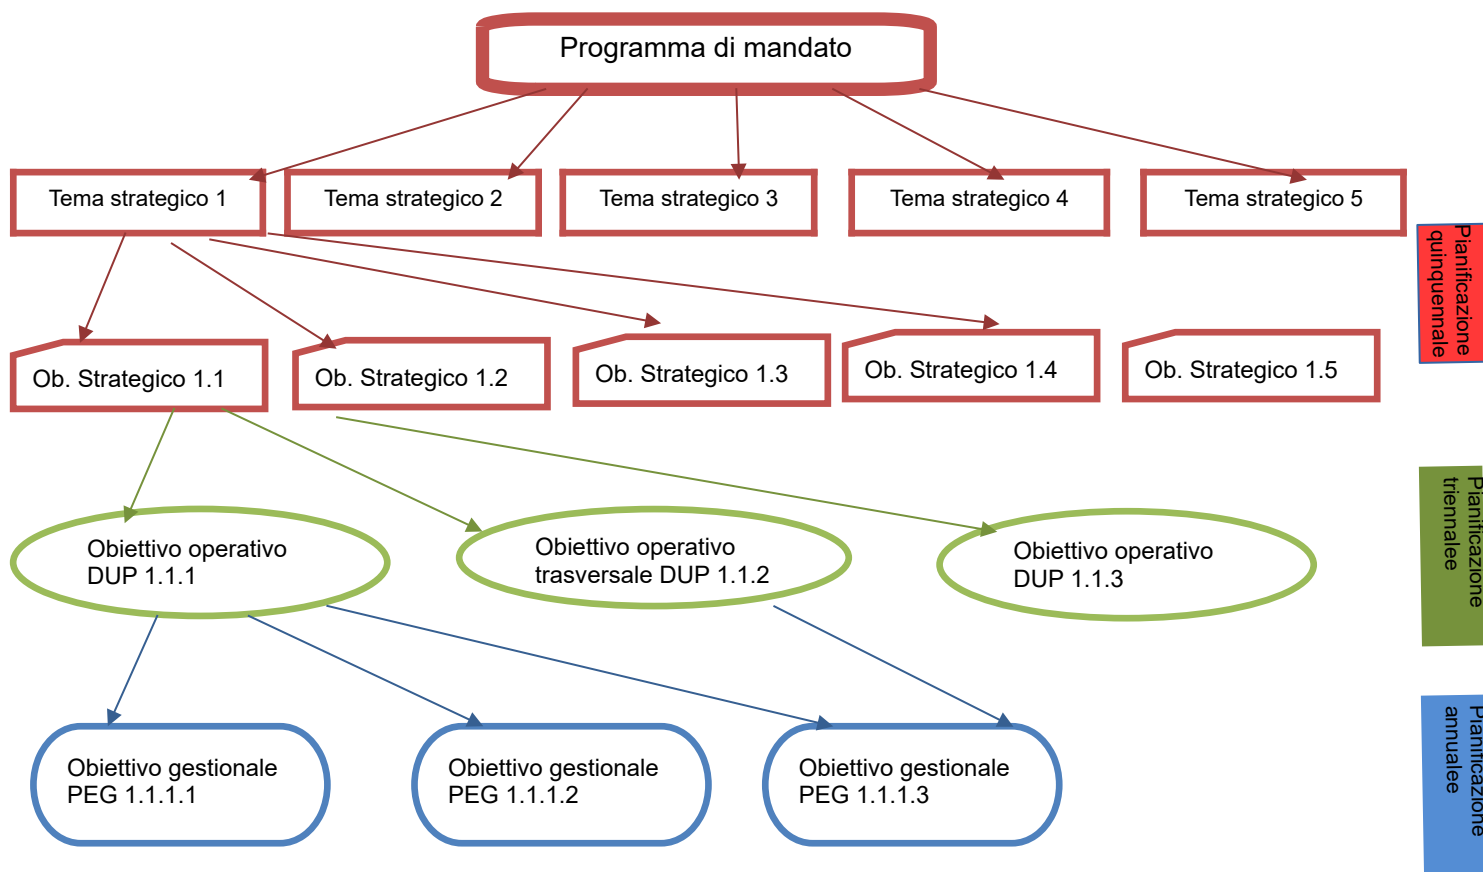 Programma di mandato
Tema strategico 1
Tema strategico 2
Tema strategico 3
Tema strategico 4
Tema strategico 5
Pianificazione
quinquennale
Ob. Strategico 1.1
Ob. Strategico 1.2
Ob. Strategico 1.3
Ob. Strategico 1.4
Ob. Strategico 1.5
Pianificazione
triennalee
Obiettivo operativo
DUP 1.1.1
Obiettivo operativo
trasversale DUP 1.1.2
Obiettivo operativo
DUP 1.1.3
Pianificazione
annualee
Obiettivo gestionale
PEG 1.1.1.1
Obiettivo gestionale
PEG 1.1.1.2
Obiettivo gestionale
PEG 1.1.1.3